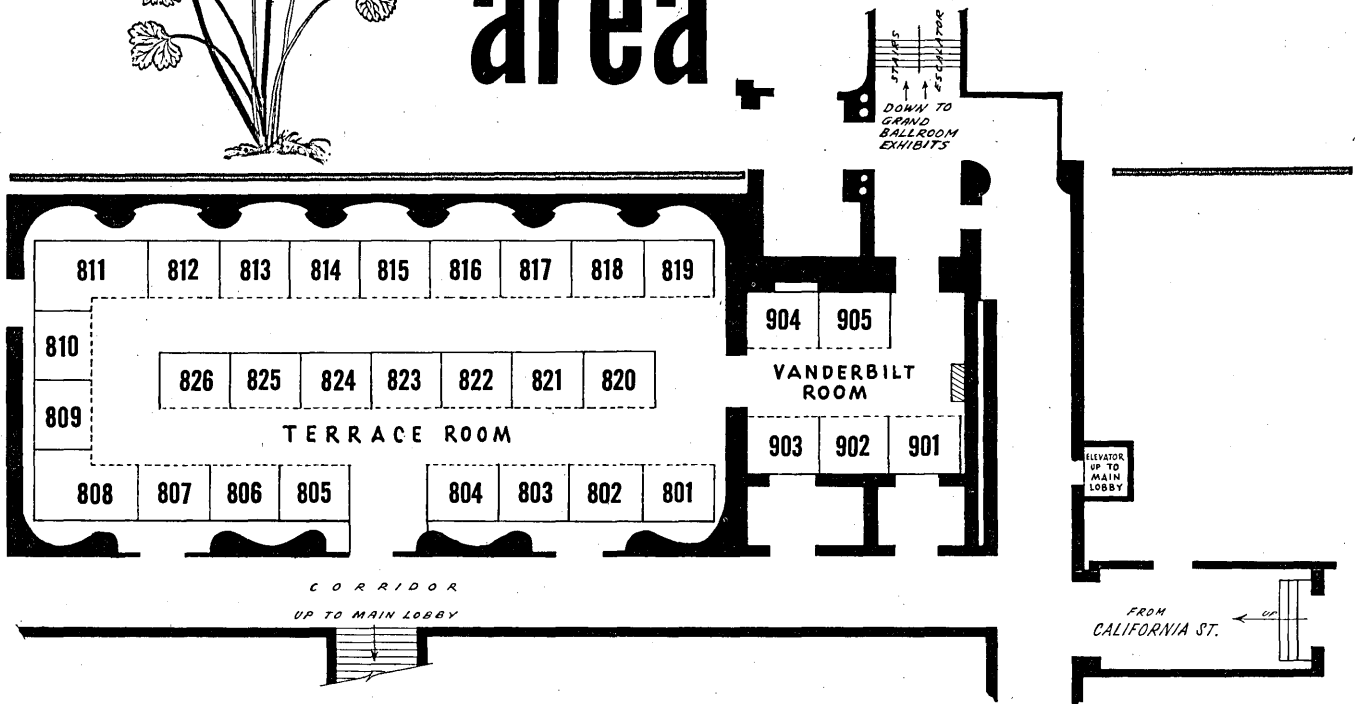 area
STAIRS
ESCALATOR
DOWN TO
GRAND
BALLROOM
EXHIBITS
811 812 813 814 815 816 817 818 819
810
904 905
826 825 824 823 822 821 820
VANDERBILT
ROOM
809
TERRACE ROOM
903 902 901
ELEVATOR
UP TO
MAIN
LOBBY
808 807 806 805 804 803 802 801
CORRIDOR
UP TO MAIN LOBBY
FROM
CALIFORNIA ST.
UP